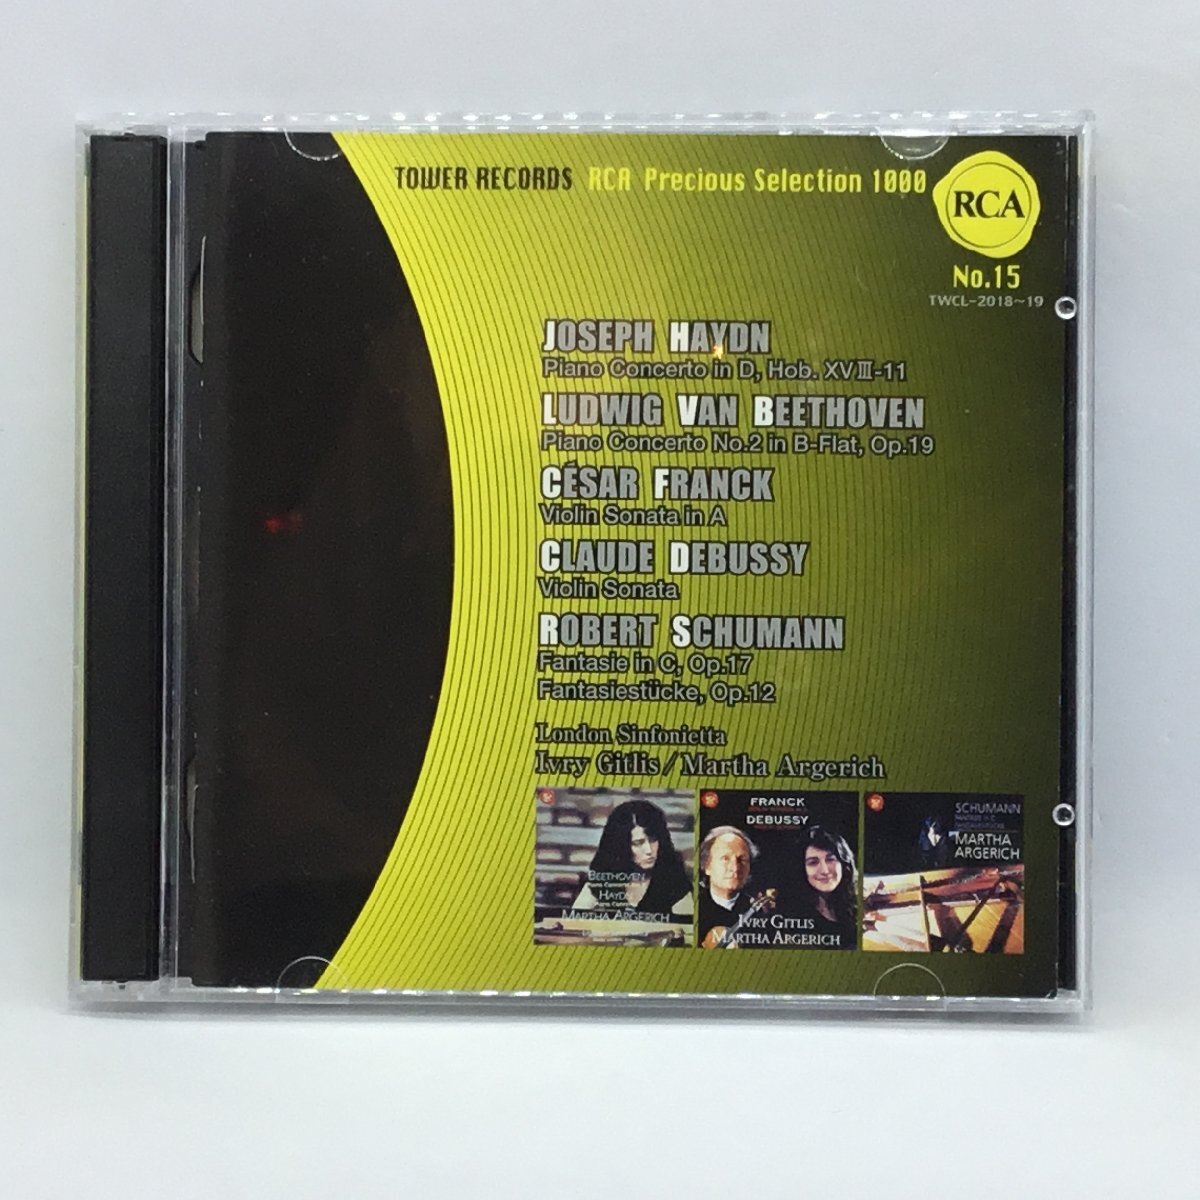 TOWER RECORDS RCA Precious Selection 1000
RCA
No.15
TWCL-2018~19
JOSEPH HAYDN
Piano Concerto in D, Hob. XVⅢ-11
LUDWIG VAN BEETHOVEN
Piano Concerto No.2 in B-Flat, Op.19
CÉSAR FRANCK
Violin Sonata in A
CLAUDE DEBUSSY
Violin Sonata
ROBERT SCHUMANN
Fantasie in C, Op.17
Fantasiestücke, Op.12
London Sinfonietta
Ivry Gitlis/Martha Argerich
BEETHOVEN
HAYDN
MARTHA ARGERICH
FRANCK
DEBUSSY
IVRY GITLIS
MARTHA ARGERICH
SCHUMANN
MARTHA
ARGERICH